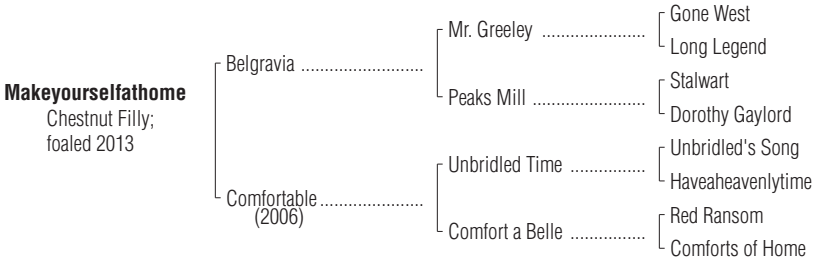 Makeyourselfathome
Chestnut Filly;
foaled 2013
Belgravia ..........................
Comfortable ......................
(2006)
Mr. Greeley ......................
Peaks Mill ........................
Unbridled Time ................
Comfort a Belle ................
Gone West
Long Legend
Stalwart
Dorothy Gaylord
Unbridled's Song
Haveaheavenlytime
Red Ransom
Comforts of Home